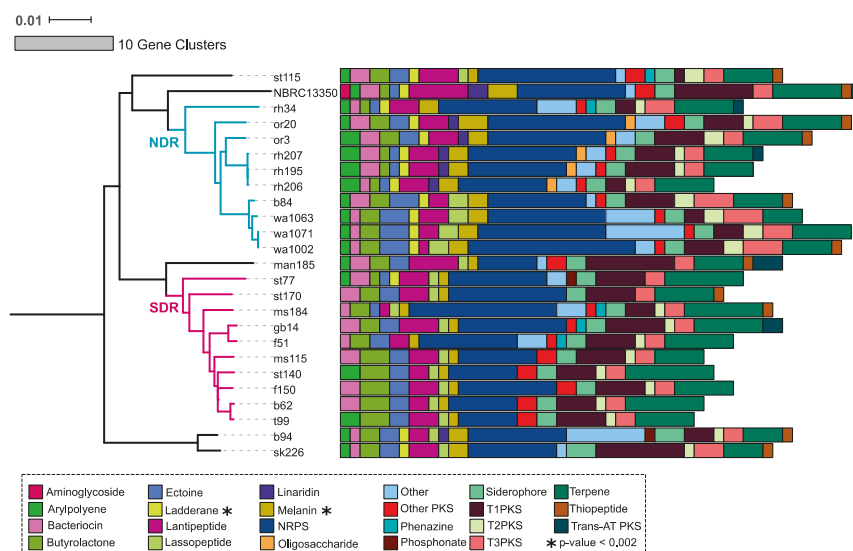 0.01
10 Gene Clusters
st115
NBRC13350
rh34
or20
NDR
or3
rh207
rh195
rh206
b84
wa1063
wa1071
wa1002
man185
st77
st170
SDR
ms184
gb14
f51
ms115
st140
f150
b62
t99
b94
sk226
Aminoglycoside Ectoine Linaridin Other Siderophore Terpene
Arylpolyene Ladderane * Melanin * Other PKS T1PKS Thiopeptide
Bacteriocin Lantipeptide NRPS Phenazine T2PKS Trans-AT PKS
Butyrolactone Lassopeptide Oligosaccharide Phosphonate T3PKS * p-value < 0,002